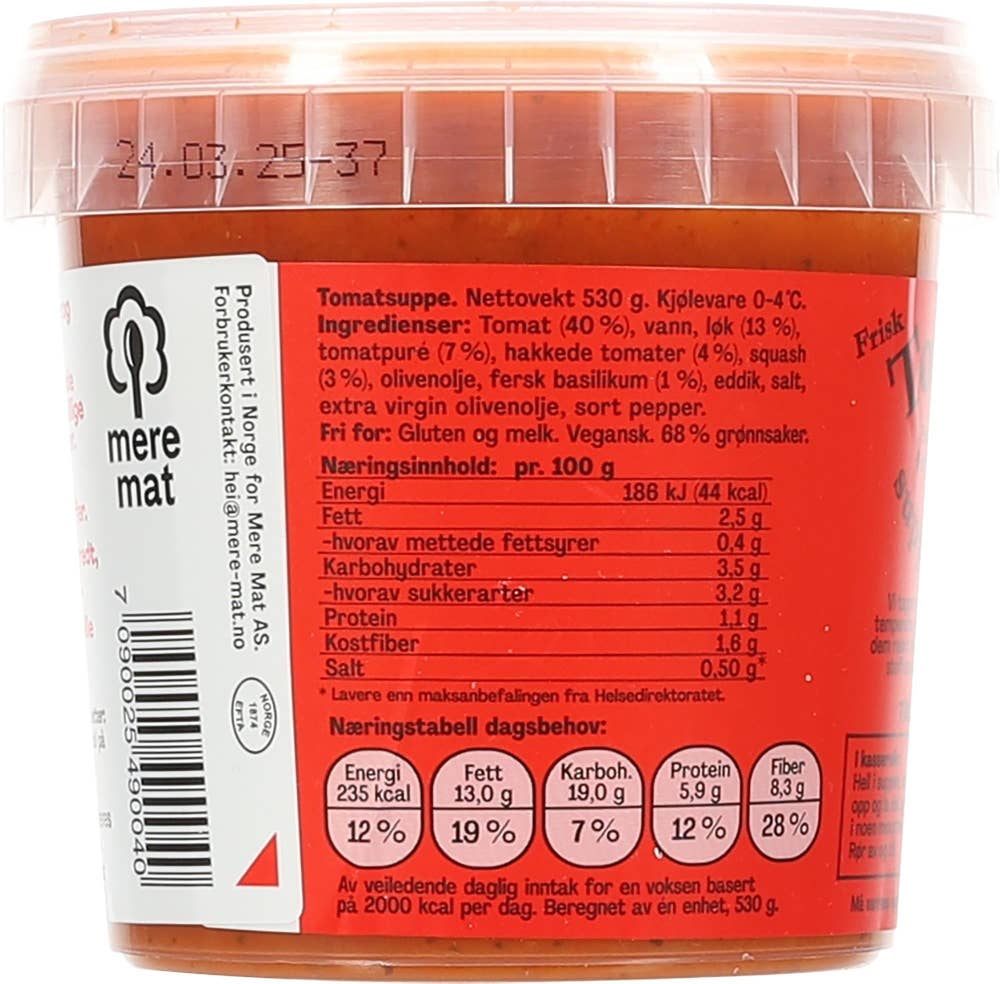 24.03.25-37
mere
mat
Produsert i Norge for Mere Mat AS.
Forbrukerkontakt: hei@mere-mat.no
NORGE
1874
EFTA
7 090025 490040
Tomatsuppe. Nettovekt 530 g. Kjølevare 0-4°C.
Ingredienser: Tomat (40 %), vann, løk (13 %),
tomatpuré (7 %), hakkede tomater (4 %), squash
(3 %), olivenolje, fersk basilikum (1 %), eddik, salt,
extra virgin olivenolje, sort pepper.
Fri for: Gluten og melk. Vegansk. 68 % grønnsaker.
Næringsinnhold: pr. 100 g
Energi 186 kJ (44 kcal)
Fett 2,5 g
-hvorav mettede fettsyrer 0,4 g
Karbohydrater 3,5 g
-hvorav sukkerarter 3,2 g
Protein 1,1 g
Kostfiber 1,6 g
Salt 0,50 g*
* Lavere enn maksanbefalingen fra Helsedirektoratet.
Næringstabell dagsbehov:
Energi 235 kcal 12 %
Fett 13,0 g 19 %
Karboh. 19,0 g 7 %
Protein 5,9 g 12 %
Fiber 8,3 g 28 %
Av veiledende daglig inntak for en voksen basert
på 2000 kcal per dag. Beregnet av én enhet, 530 g.
Frisk